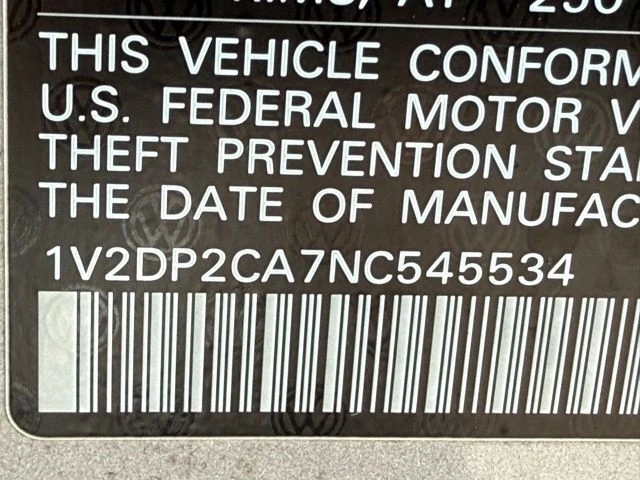 THIS VEHICLE CONFORM
U.S. FEDERAL MOTOR V
THEFT PREVENTION STA
THE DATE OF MANUFAC
1V2DP2CA7NC545534